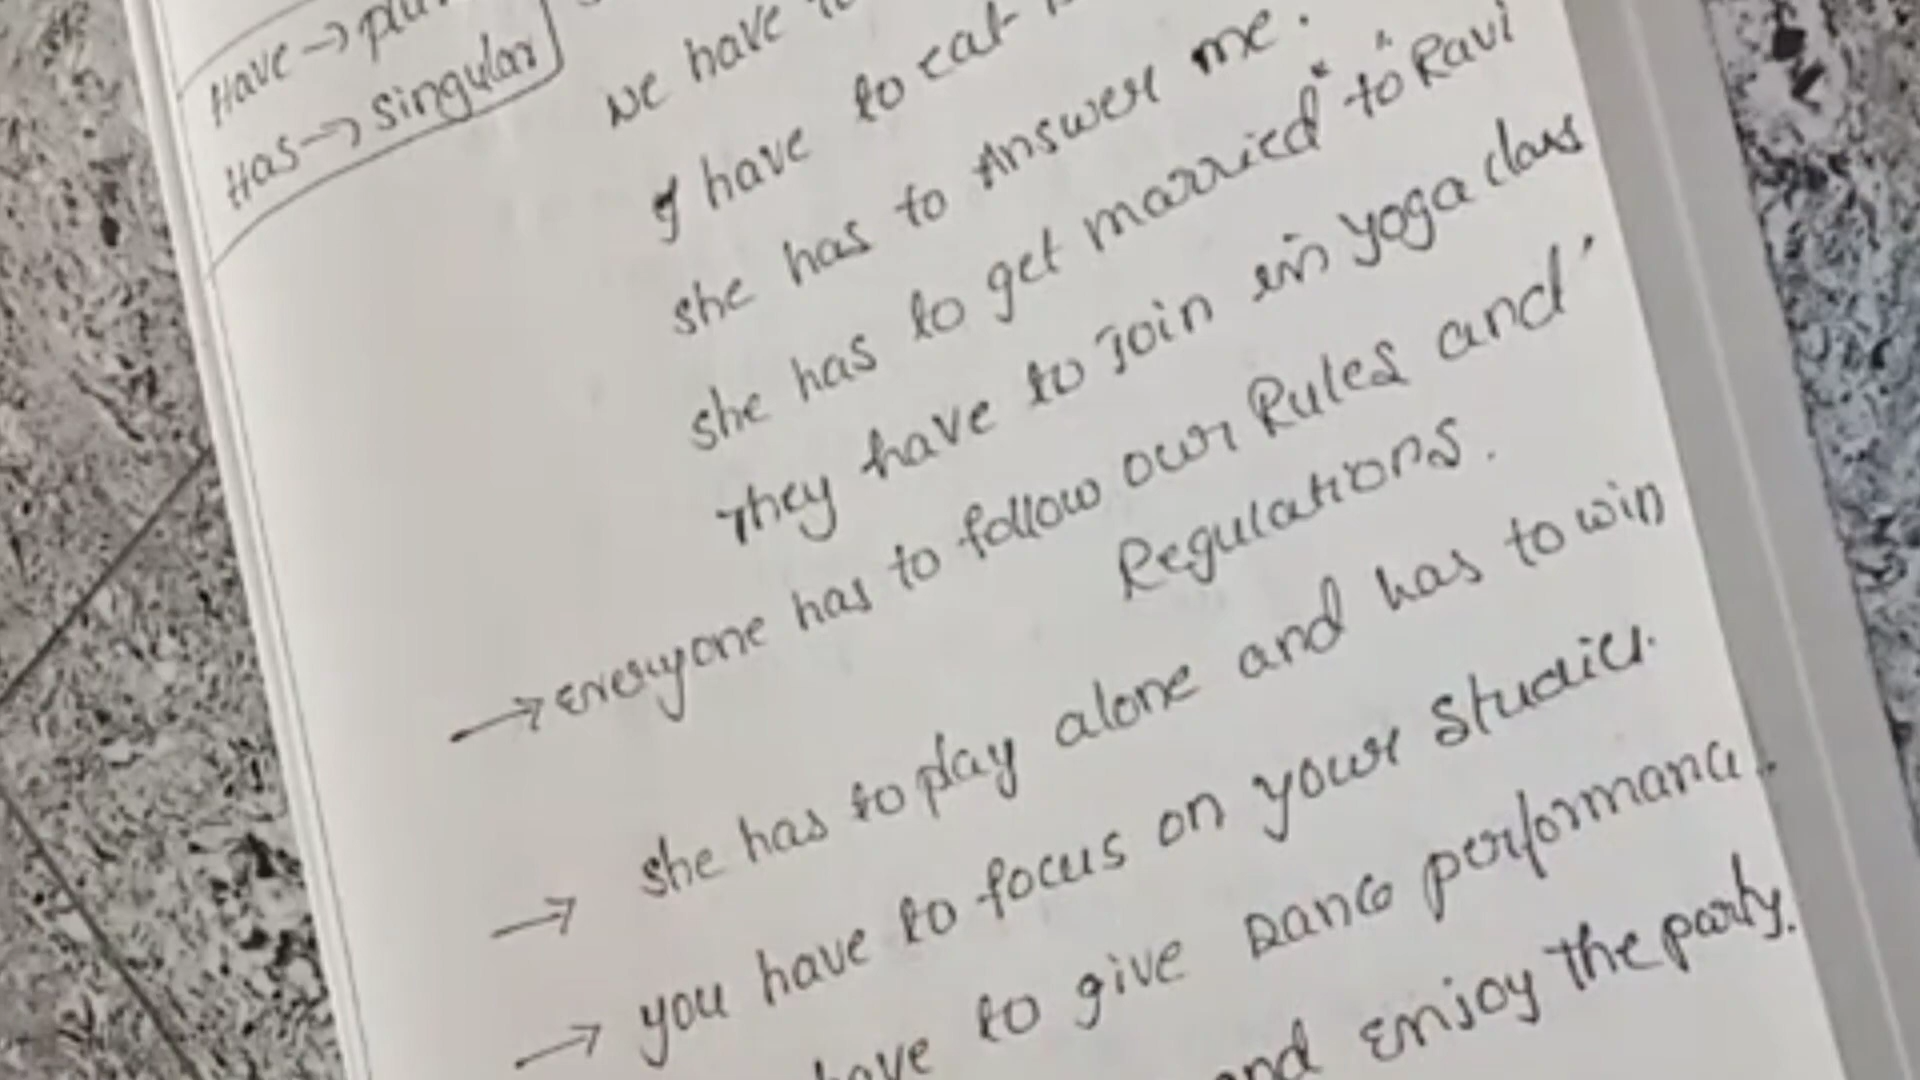 Have →
Has → Singular
we have to
I have to eat
she has to Answer me.
she has to get married" "to Ravi
They have to Join in yoga class
→ Everyone has to follow our Rules and
Regulations.
→ she has to play alone and has to win
→ you have to focus on your Studies.
have to give Dance performance.
and Enjoy the party.